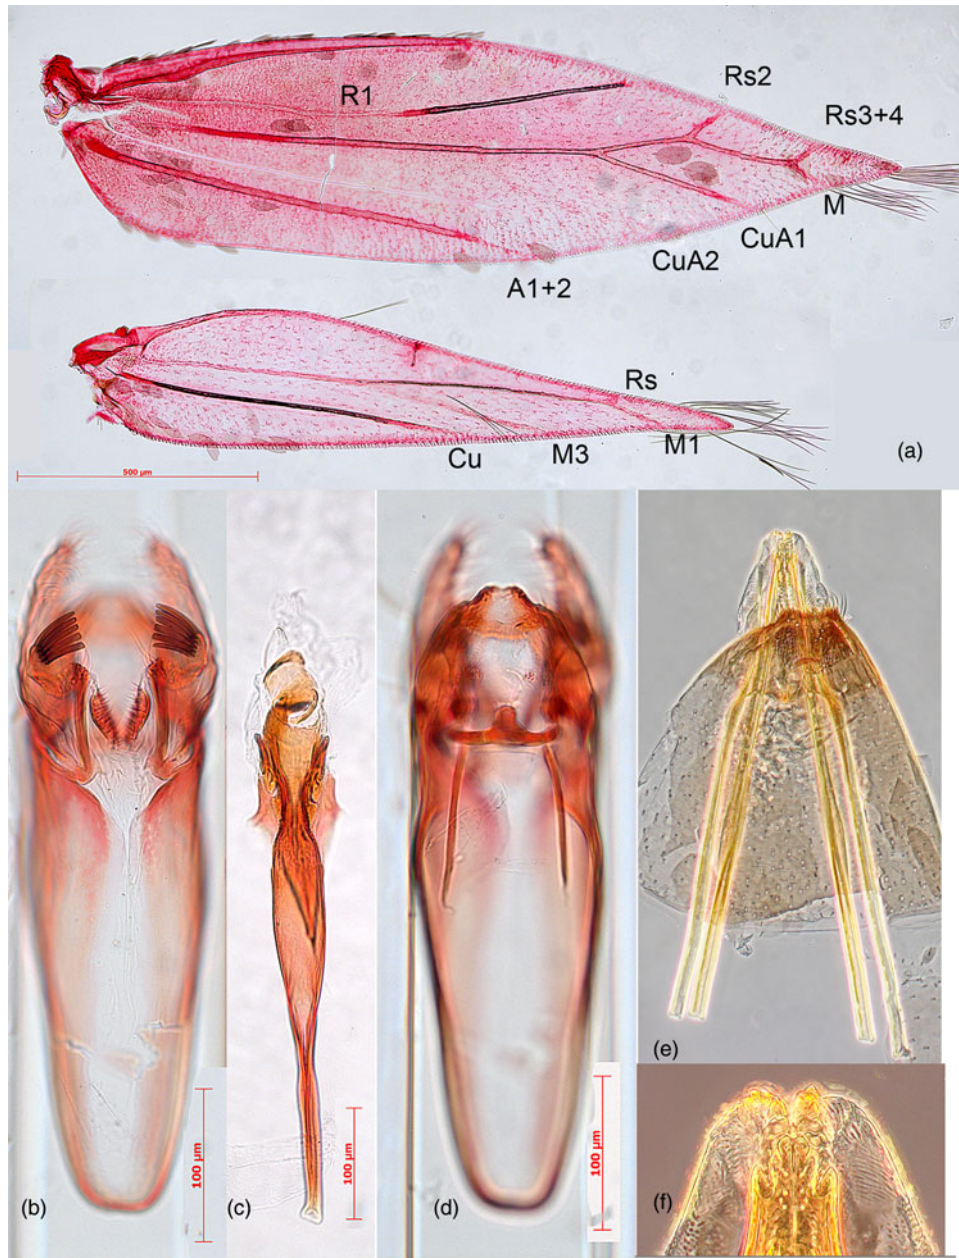 Rs2
R1
Rs3+4
M
CuA1
CuA2
A1+2
Rs
M1
M3
Cu
(a)
500 µm
100 µm
(b)
100 µm
(c)
100 µm
(d)
(e)
(f)